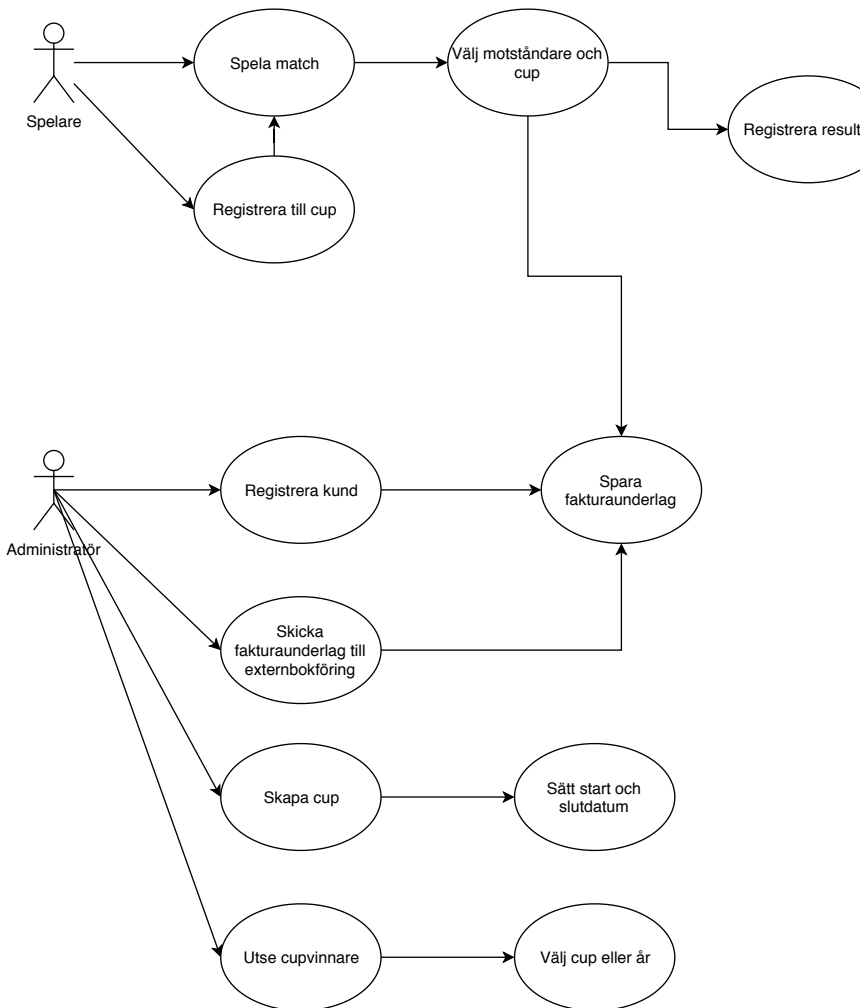 Spela match
Välj motståndare och
cup
Spelare
Registrera result
Registrera till cup
Registrera kund
Spara
fakturaunderlag
Administratör
Skicka
fakturaunderlag till
externbokföring
Skapa cup
Sätt start och
slutdatum
Utse cupvinnare
Välj cup eller år